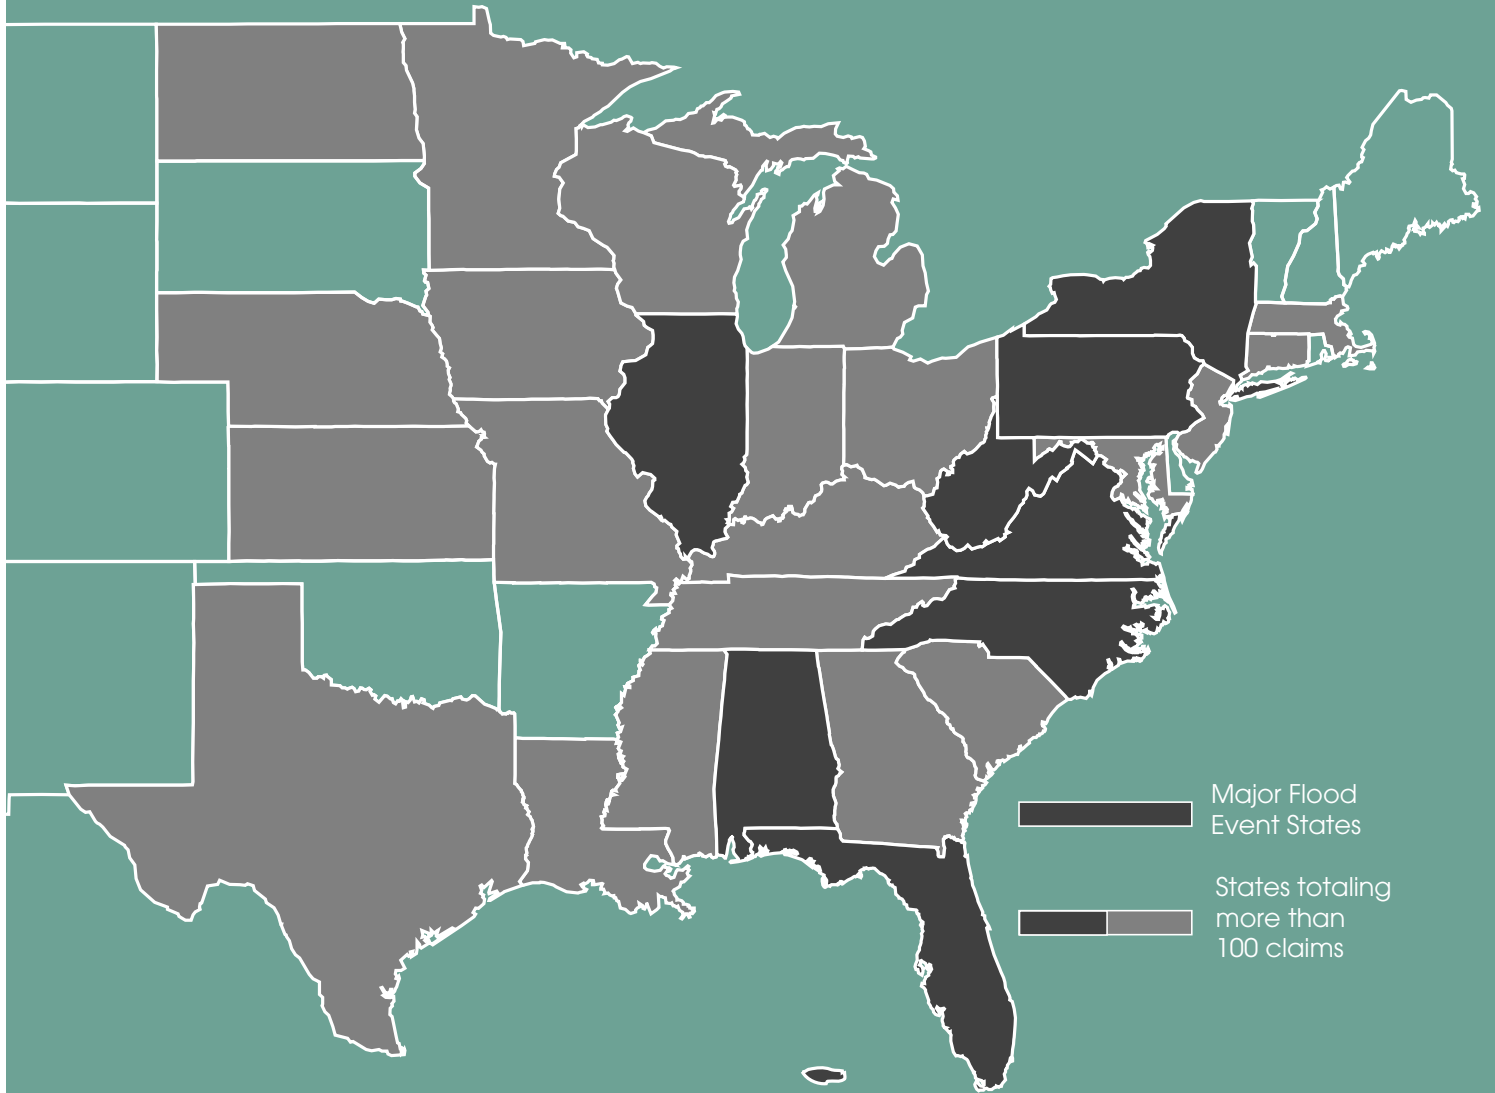 Major Flood
Event States
States totaling
more than
100 claims